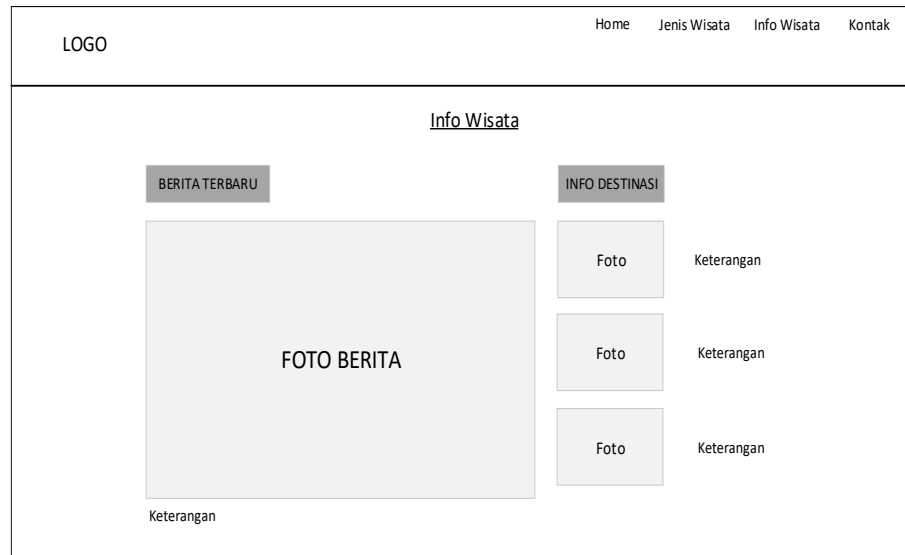 LOGO
Home Jenis Wisata Info Wisata Kontak
Info Wisata
BERITA TERBARU
FOTO BERITA
Keterangan
INFO DESTINASI
Foto Keterangan
Foto Keterangan
Foto Keterangan